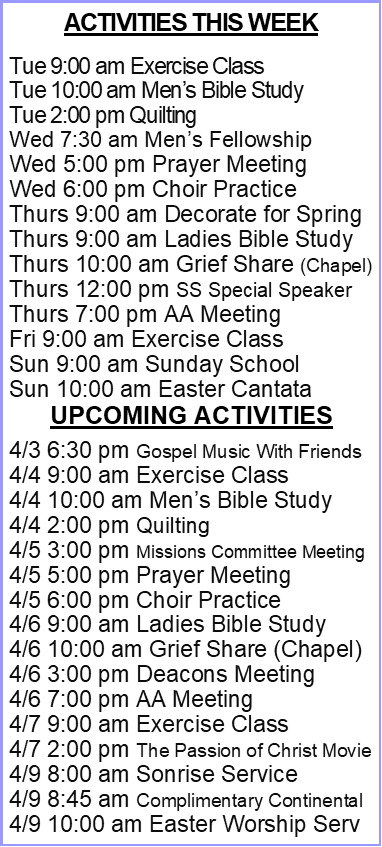 ACTIVITIES THIS WEEK
Tue 9:00 am Exercise Class
Tue 10:00 am Men’s Bible Study
Tue 2:00 pm Quilting
Wed 7:30 am Men’s Fellowship
Wed 5:00 pm Prayer Meeting
Wed 6:00 pm Choir Practice
Thurs 9:00 am Decorate for Spring
Thurs 9:00 am Ladies Bible Study
Thurs 10:00 am Grief Share (Chapel)
Thurs 12:00 pm SS Special Speaker
Thurs 7:00 pm AA Meeting
Fri 9:00 am Exercise Class
Sun 9:00 am Sunday School
Sun 10:00 am Easter Cantata
UPCOMING ACTIVITIES
4/3 6:30 pm Gospel Music With Friends
4/4 9:00 am Exercise Class
4/4 10:00 am Men’s Bible Study
4/4 2:00 pm Quilting
4/5 3:00 pm Missions Committee Meeting
4/5 5:00 pm Prayer Meeting
4/5 6:00 pm Choir Practice
4/6 9:00 am Ladies Bible Study
4/6 10:00 am Grief Share (Chapel)
4/6 3:00 pm Deacons Meeting
4/6 7:00 pm AA Meeting
4/7 9:00 am Exercise Class
4/7 2:00 pm The Passion of Christ Movie
4/9 8:00 am Sonrise Service
4/9 8:45 am Complimentary Continental
4/9 10:00 am Easter Worship Serv